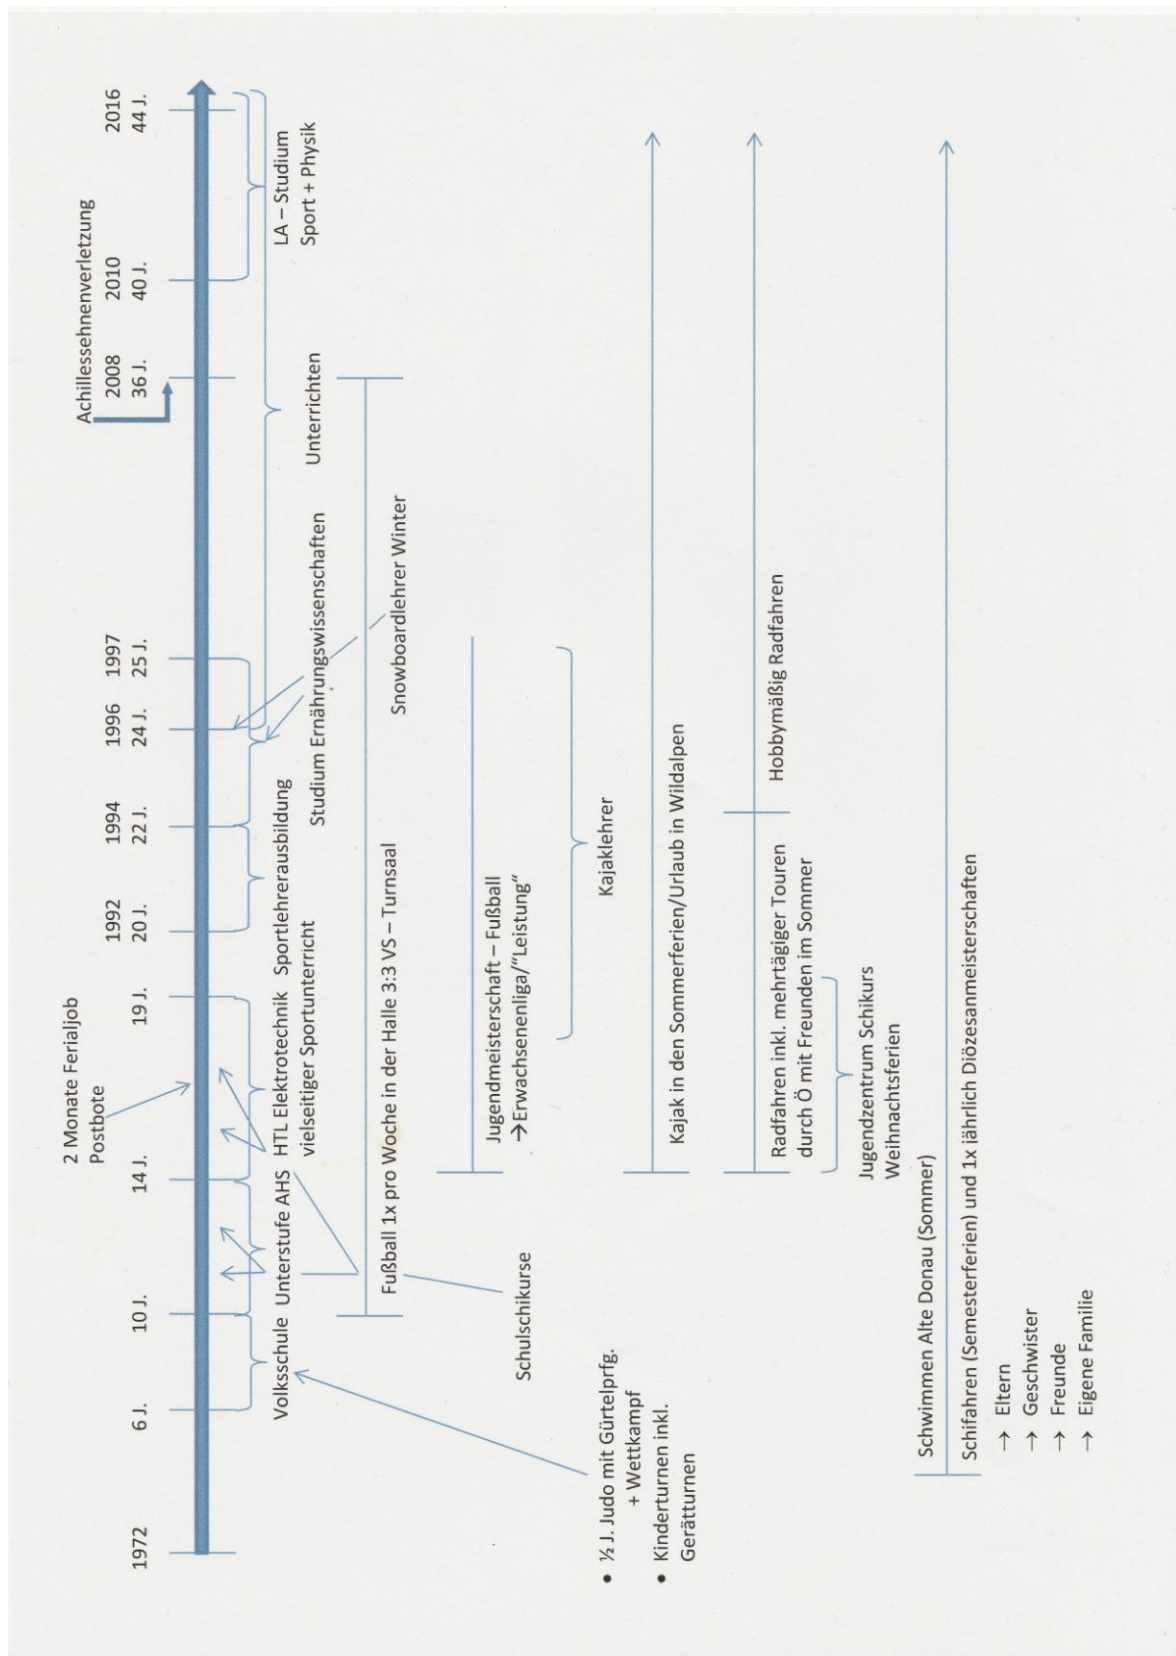 Achillessehnenverletzung
2 Monate Ferialjob
Postbote
1972
6 J.
10 J.
14 J.
19 J.
1992
20 J.
1994
22 J.
1996
24 J.
1997
25 J.
2008
36 J.
2010
40 J.
2016
44 J.
Volksschule
Unterstufe AHS
HTL Elektrotechnik
vielseitiger Sportunterricht
Sportlehrerausbildung
Studium Ernährungswissenschaften
Unterrichten
LA – Studium
Sport + Physik
Fußball 1x pro Woche in der Halle 3:3 VS – Turnsaal
Snowboardlehrer Winter
Schulschikurse
Jugendmeisterschaft – Fußball
→Erwachsenenliga/“Leistung“
Kajaklehrer
• ½ J. Judo mit Gürtelprfg.
+ Wettkampf
• Kinderturnen inkl.
Gerätturnen
Kajak in den Sommerferien/Urlaub in Wildalpen
Radfahren inkl. mehrtägiger Touren
durch Ö mit Freunden im Sommer
Hobbymäßig Radfahren
Jugendzentrum Schikurs
Weihnachtsferien
Schwimmen Alte Donau (Sommer)
Schifahren (Semesterferien) und 1x jährlich Diözesanmeisterschaften
→ Eltern
→ Geschwister
→ Freunde
→ Eigene Familie